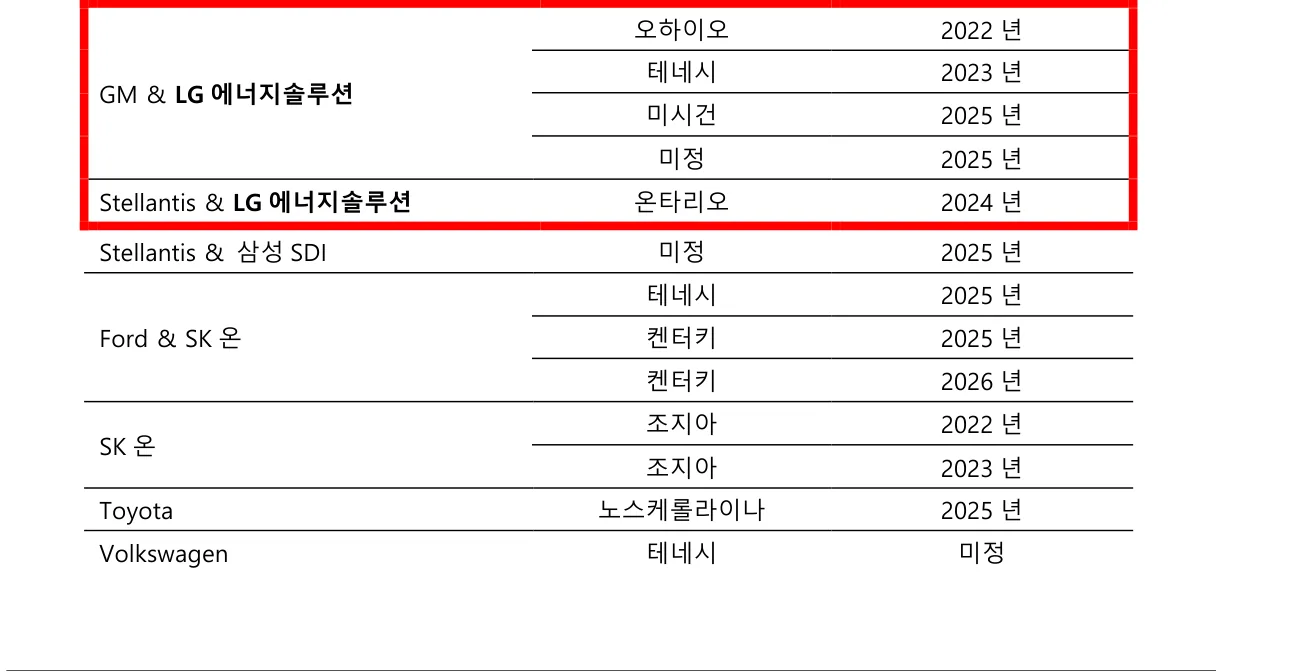 오하이오 2022 년
테네시 2023 년
GM & LG 에너지솔루션
미시건 2025 년
미정 2025 년
Stellantis & LG 에너지솔루션 온타리오 2024 년
Stellantis & 삼성 SDI 미정 2025 년
테네시 2025 년
Ford & SK 온 켄터키 2025 년
켄터키 2026 년
조지아 2022 년
SK 온
조지아 2023 년
Toyota 노스케롤라이나 2025 년
Volkswagen 테네시 미정